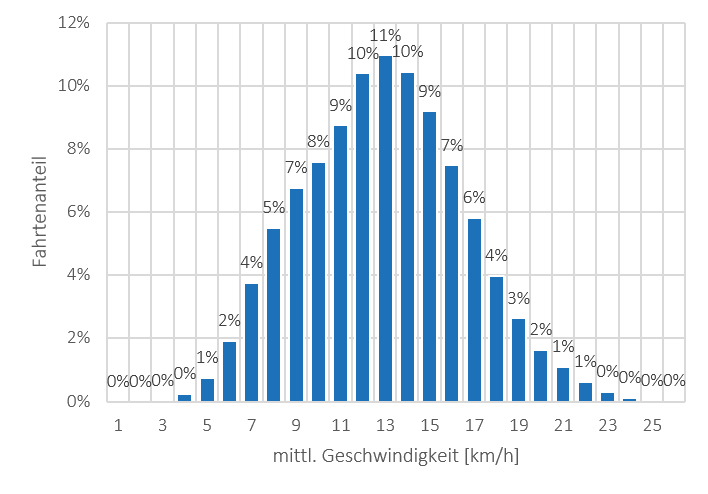 12%
10%
8%
6%
4%
2%
0%
Fahrtenanteil
0% 0% 0% 0% 1% 2% 4% 5% 7% 8% 9% 10% 11% 10% 9% 7% 6% 4% 3% 2% 1% 1% 0% 0% 0% 0%
1 3 5 7 9 11 13 15 17 19 21 23 25
mittl. Geschwindigkeit [km/h]